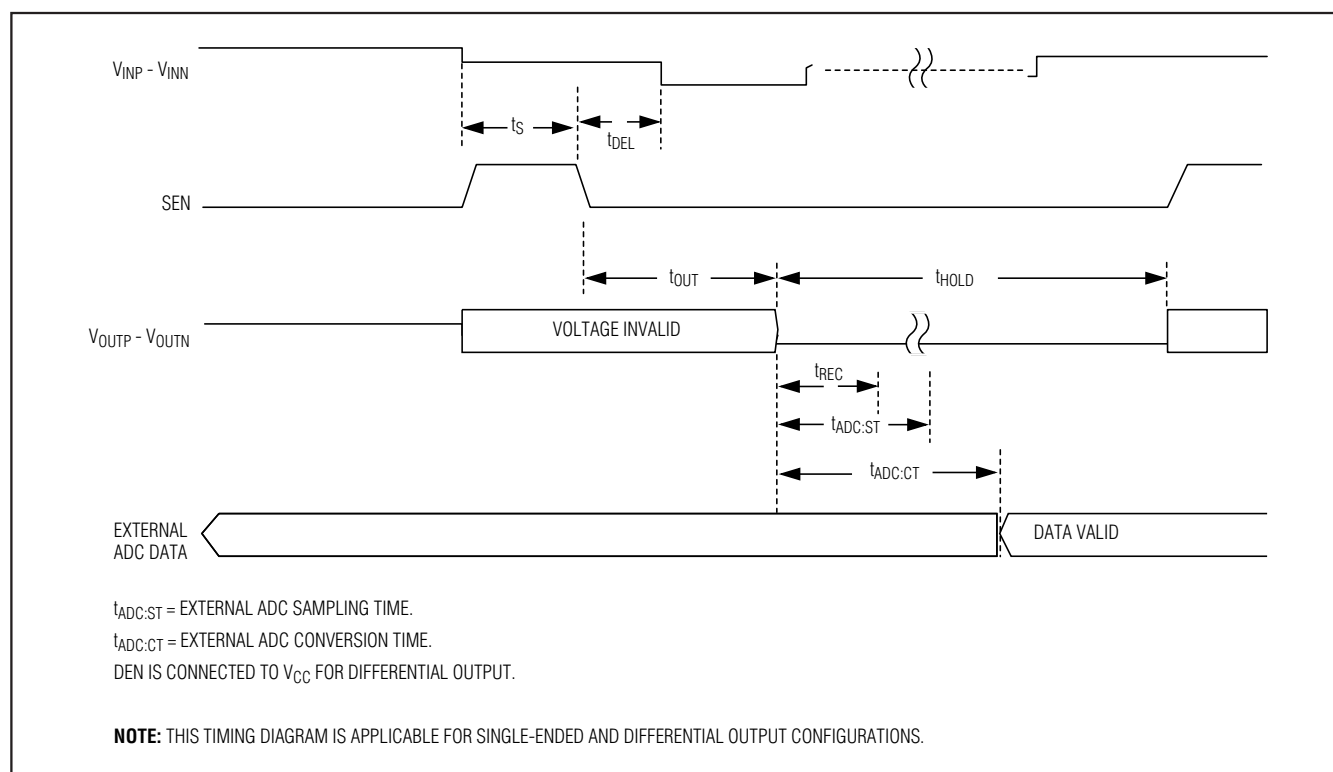 VINP - VINN
tS
tDEL
SEN
tOUT
tHOLD
VOUTP - VOUTN
VOLTAGE INVALID
tREC
tADC:ST
tADC:CT
EXTERNAL
ADC DATA
DATA VALID
tADC:ST = EXTERNAL ADC SAMPLING TIME.
tADC:CT = EXTERNAL ADC CONVERSION TIME.
DEN IS CONNECTED TO VCC FOR DIFFERENTIAL OUTPUT.
NOTE: THIS TIMING DIAGRAM IS APPLICABLE FOR SINGLE-ENDED AND DIFFERENTIAL OUTPUT CONFIGURATIONS.